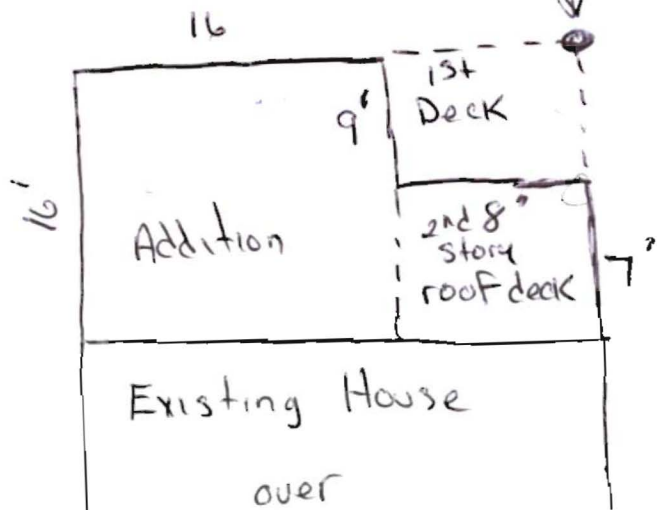 16
1st
Deck
9'
16'
Addition
2nd 8"
story
roof deck
7"
Existing House
over